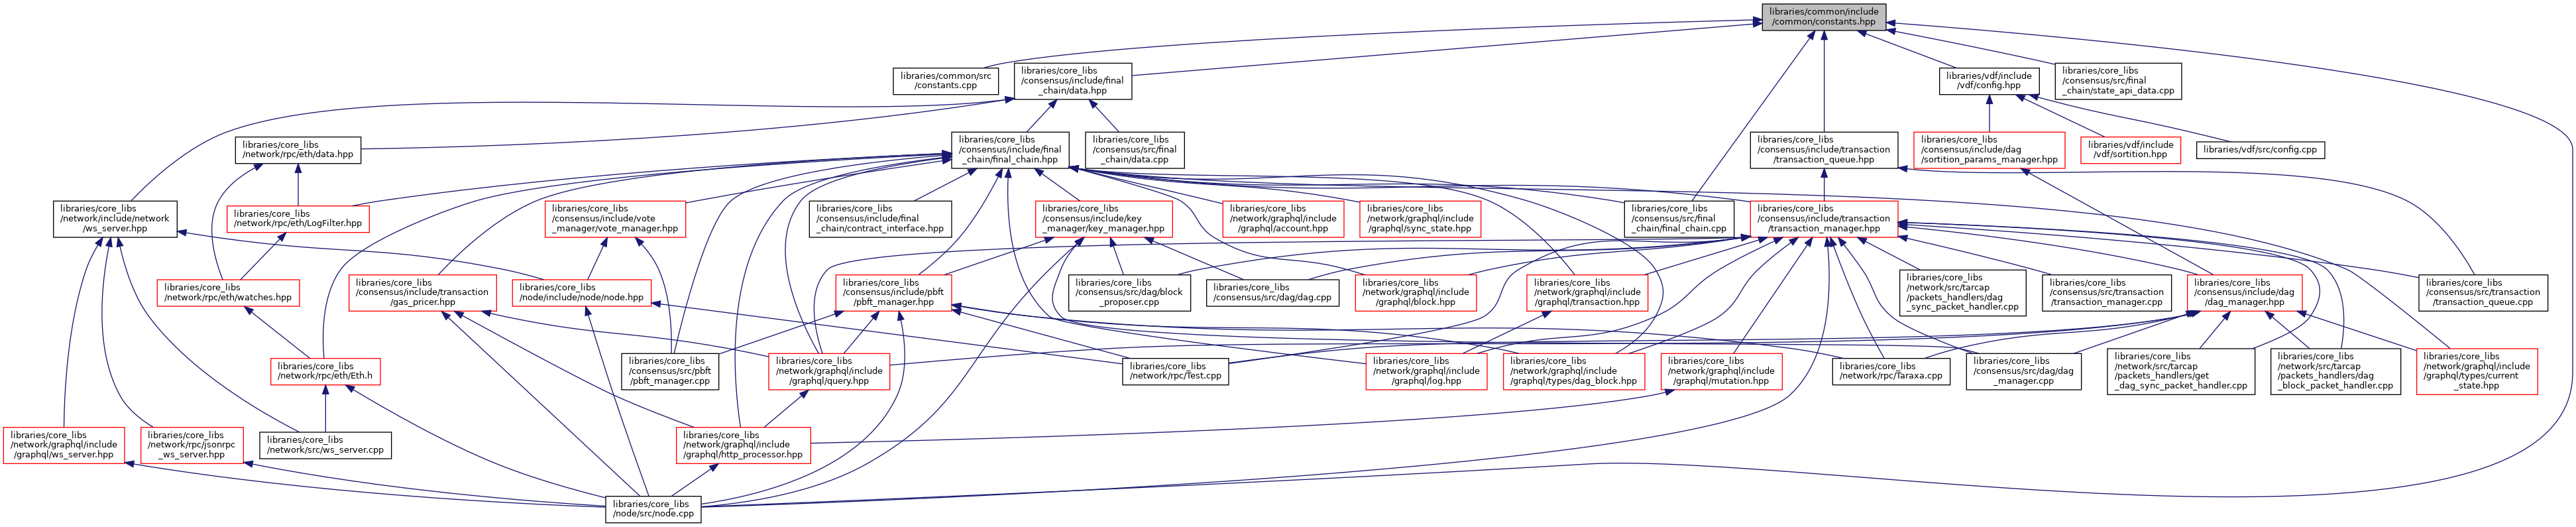 libraries/common/include
/common/constants.hpp
libraries/common/src
/constants.cpp
libraries/core_libs
/consensus/include/final
_chain/data.hpp
libraries/vdf/include
/vdf/config.hpp
libraries/core_libs
/consensus/src/final
_chain/state_api_data.cpp
libraries/core_libs
/network/rpc/eth/data.hpp
libraries/core_libs
/consensus/include/final
_chain/final_chain.hpp
libraries/core_libs
/consensus/src/final
_chain/data.cpp
libraries/core_libs
/consensus/include/transaction
/transaction_queue.hpp
libraries/core_libs
/consensus/include/dag
/sortition_params_manager.hpp
libraries/vdf/include
/vdf/sortition.hpp
libraries/vdf/src/config.cpp
libraries/core_libs
/network/include/network
/ws_server.hpp
libraries/core_libs
/network/rpc/eth/LogFilter.hpp
libraries/core_libs
/consensus/include/vote
_manager/vote_manager.hpp
libraries/core_libs
/consensus/include/final
_chain/contract_interface.hpp
libraries/core_libs
/consensus/include/key
_manager/key_manager.hpp
libraries/core_libs
/network/graphql/include
/graphql/account.hpp
libraries/core_libs
/network/graphql/include
/graphql/sync_state.hpp
libraries/core_libs
/consensus/src/final
_chain/final_chain.cpp
libraries/core_libs
/consensus/include/transaction
/transaction_manager.hpp
libraries/core_libs
/network/rpc/eth/watches.hpp
libraries/core_libs
/consensus/include/transaction
/gas_pricer.hpp
libraries/core_libs
/node/include/node/node.hpp
libraries/core_libs
/consensus/include/pbft
/pbft_manager.hpp
libraries/core_libs
/consensus/src/dag/block
_proposer.cpp
libraries/core_libs
/consensus/src/dag/dag.cpp
libraries/core_libs
/network/graphql/include
/graphql/block.hpp
libraries/core_libs
/network/graphql/include
/graphql/transaction.hpp
libraries/core_libs
/network/src/tarcap
/packets_handlers/dag
_sync_packet_handler.cpp
libraries/core_libs
/consensus/src/transaction
/transaction_manager.cpp
libraries/core_libs
/consensus/include/dag
/dag_manager.hpp
libraries/core_libs
/consensus/src/transaction
/transaction_queue.cpp
libraries/core_libs
/network/rpc/eth/Eth.h
libraries/core_libs
/consensus/src/pbft
/pbft_manager.cpp
libraries/core_libs
/network/graphql/include
/graphql/query.hpp
libraries/core_libs
/network/rpc/Test.cpp
libraries/core_libs
/network/graphql/include
/graphql/log.hpp
libraries/core_libs
/network/graphql/include
/graphql/types/dag_block.hpp
libraries/core_libs
/network/graphql/include
/graphql/mutation.hpp
libraries/core_libs
/network/rpc/Taraxa.cpp
libraries/core_libs
/consensus/src/dag/dag
_manager.cpp
libraries/core_libs
/network/src/tarcap
/packets_handlers/get
_dag_sync_packet_handler.cpp
libraries/core_libs
/network/src/tarcap
/packets_handlers/dag
_block_packet_handler.cpp
libraries/core_libs
/network/graphql/include
/graphql/types/current
_state.hpp
libraries/core_libs
/network/graphql/include
/graphql/ws_server.hpp
libraries/core_libs
/network/rpc/jsonrpc
_ws_server.hpp
libraries/core_libs
/network/src/ws_server.cpp
libraries/core_libs
/network/graphql/include
/graphql/http_processor.hpp
libraries/core_libs
/node/src/node.cpp